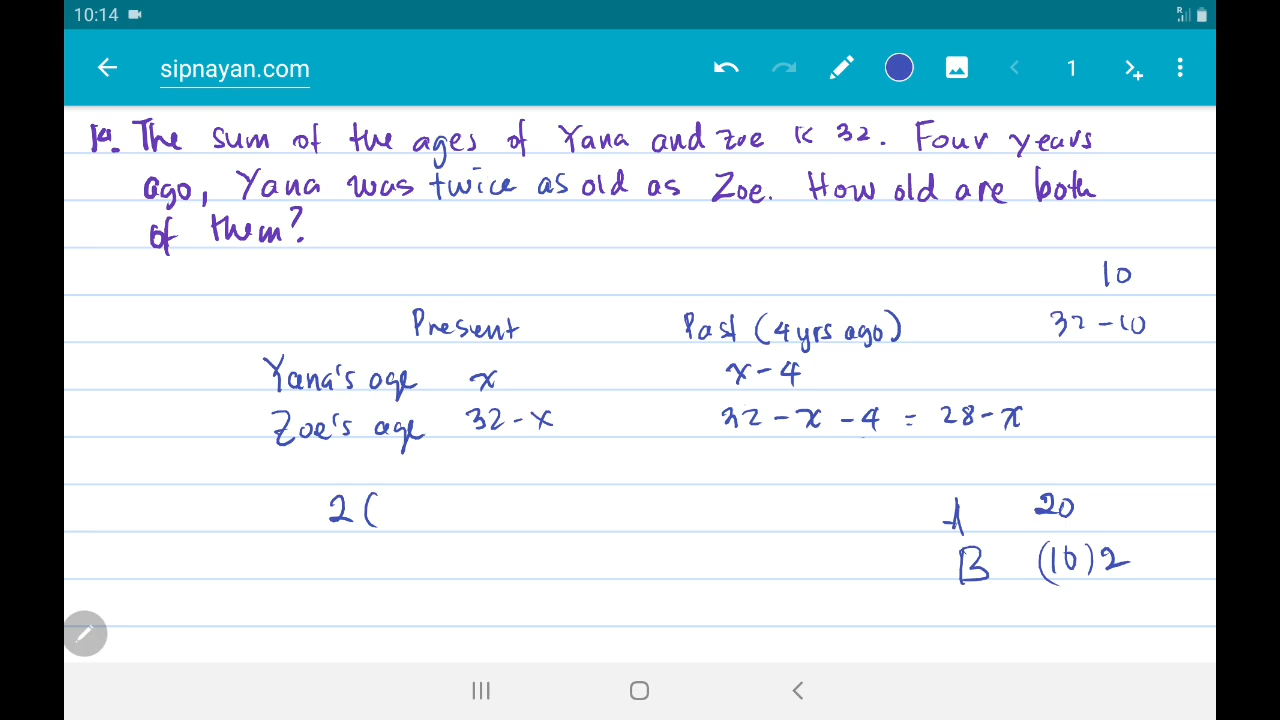 10:14
sipnayan.com
1
19. The sum of the ages of Yana and Zoe is 32. Four years
ago, Yana was twice as old as Zoe. How old are both
of them?
10
32 - 10
Present Past (4 yrs ago)
Yana's age x x - 4
Zoe's age 32 - x 32 - x - 4 = 28 - x
2 (
A 20
B (10) 2